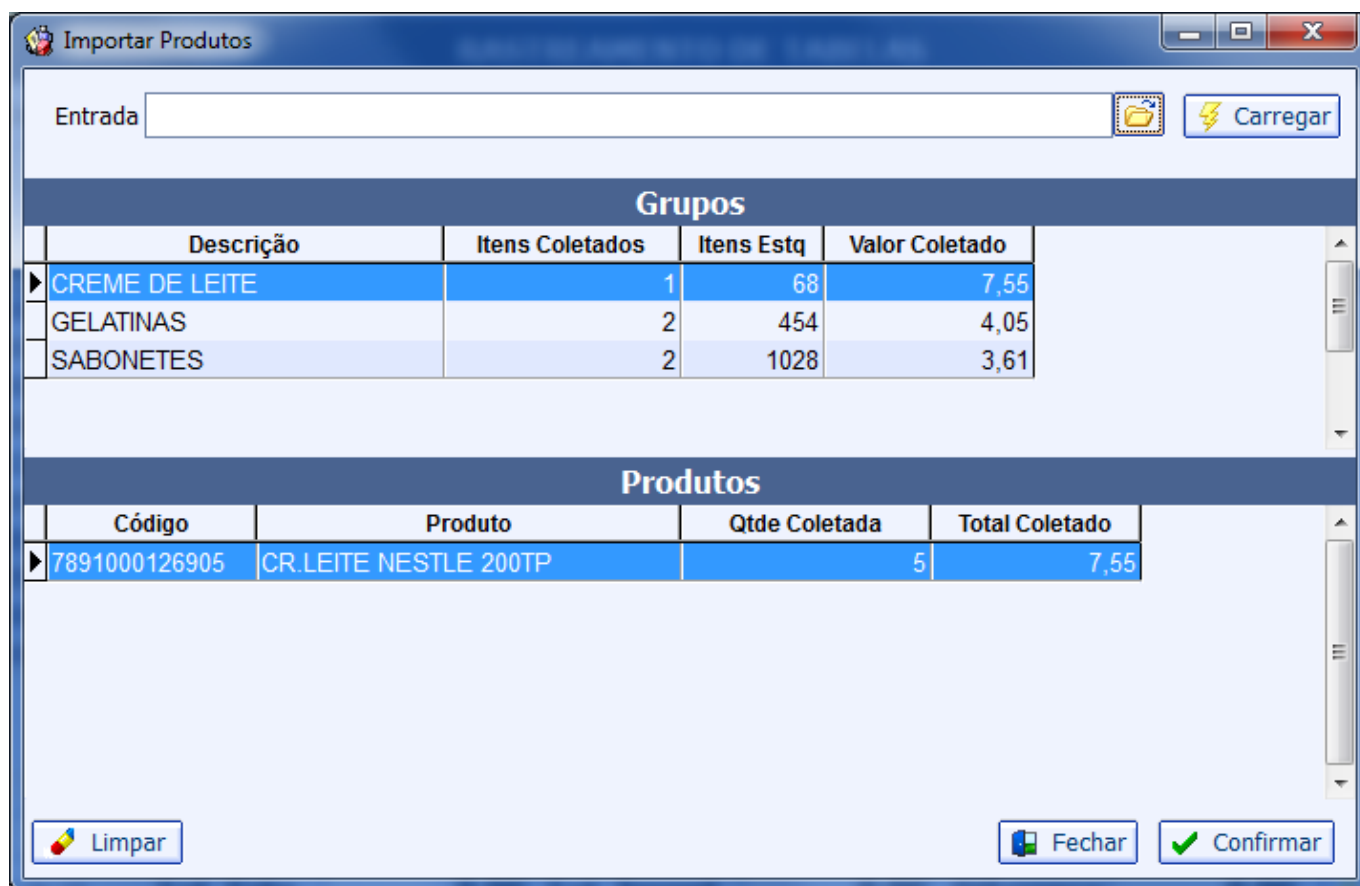 Importar Produtos
Entrada
Carregar
Grupos
Descrição Itens Coletados Itens Estq Valor Coletado
CREME DE LEITE 1 68 7,55
GELATINAS 2 454 4,05
SABONETES 2 1028 3,61
Produtos
Código Produto Qtde Coletada Total Coletado
7891000126905 CR.LEITE NESTLE 200TP 5 7,55
Limpar Fechar Confirmar